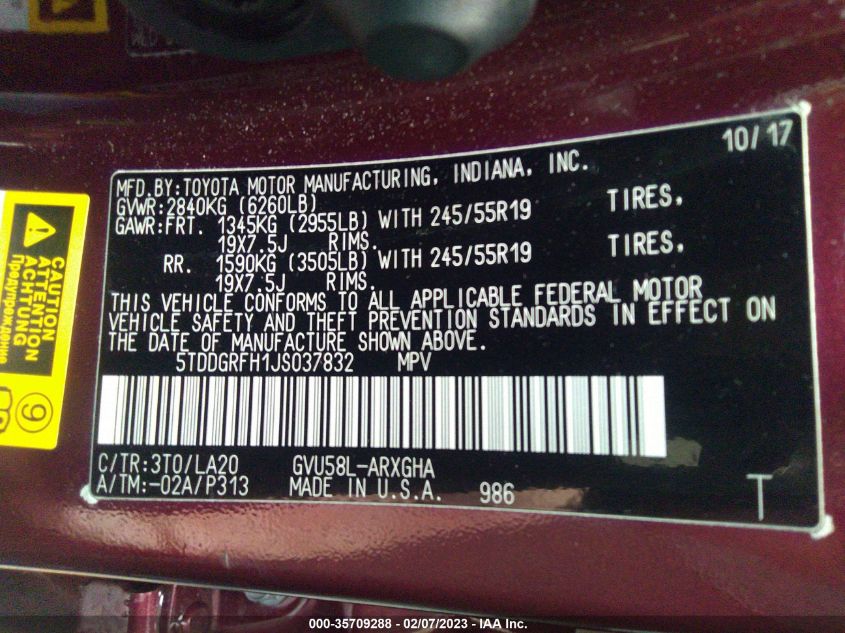 10/17
MFD.BY:TOYOTA MOTOR MANUFACTURING, INDIANA, INC.
GVWR:2840KG (6260LB)
GAWR:FRT. 1345KG (2955LB) WITH 245/55R19 TIRES,
19X7.5J RIMS.
RR. 1590KG (3505LB) WITH 245/55R19 TIRES,
19X7.5J RIMS.
THIS VEHICLE CONFORMS TO ALL APPLICABLE FEDERAL MOTOR
VEHICLE SAFETY AND THEFT PREVENTION STANDARDS IN EFFECT ON
THE DATE OF MANUFACTURE SHOWN ABOVE.
5TDDGRFH1JS037832 MPV
C/TR:3T0/LA20 GVU58L-ARXGHA
A/TM:-02A/P313 MADE IN U.S.A. 986 T
CAUTION
ATTENTION
ACHTUNG
Предупреждение
9
000-35709288 - 02/07/2023 - IAA Inc.